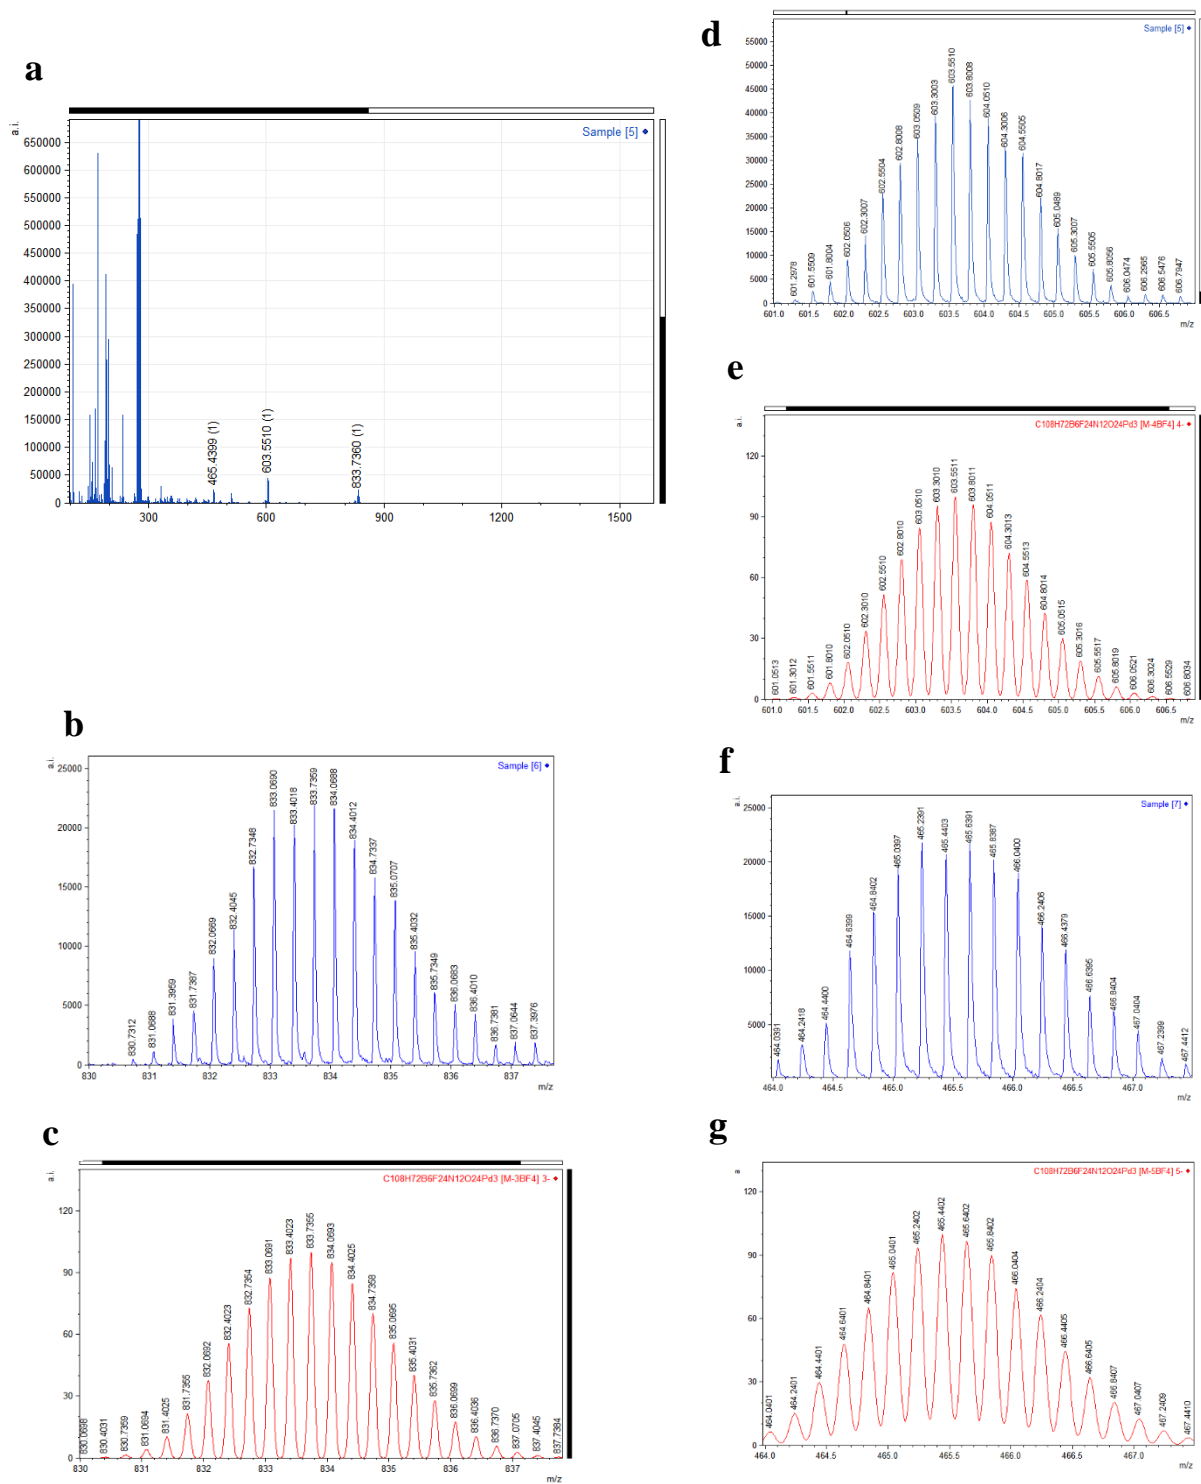 a
a.i.
Sample [5]
650000
600000
550000
500000
450000
400000
350000
300000
250000
200000
150000
100000
50000
0
465.4399 (1)
603.5510 (1)
833.7360 (1)
300 600 900 1200 1500
m/z
b
a.i.
Sample [6]
25000
20000
15000
10000
5000
0
830.7312 831.0688 831.3959 831.7387 832.0669 832.4045 832.7348 833.0690 833.4018 833.7359 834.0688 834.4012 834.7337 835.0707 835.4032 835.7349 836.0683 836.4010 836.7381 837.0644 837.3976
830 831 832 833 834 835 836 837
m/z
c
a.i.
C108H72B6F24N12O24Pd3 [M-3BF4] 3-
120
90
60
30
0
830.0698 830.4031 830.7369 831.0694 831.4025 831.7355 832.0692 832.4023 832.7354 833.0691 833.4023 833.7355 834.0693 834.4025 834.7358 835.0695 835.4031 835.7362 836.0699 836.4036 836.7370 837.0705 837.4045 837.7384
830 831 832 833 834 835 836 837
m/z
d
a.i.
Sample [5]
55000
50000
45000
40000
35000
30000
25000
20000
15000
10000
5000
0
601.2978 601.5509 601.8004 602.0506 602.3007 602.5504 602.8008 603.0509 603.3003 603.5510 603.8008 604.0510 604.3006 604.5505 604.8017 605.0489 605.3007 605.5505 605.8056 606.0474 606.2965 606.5476 606.7947
601.0 601.5 602.0 602.5 603.0 603.5 604.0 604.5 605.0 605.5 606.0 606.5
m/z
e
a.i.
C108H72B6F24N12O24Pd3 [M-4BF4] 4-
120
90
60
30
0
601.0513 601.3012 601.5511 601.8010 602.0510 602.3010 602.5510 602.8010 603.0510 603.3010 603.5511 603.8011 604.0511 604.3013 604.5513 604.8014 605.0515 605.3016 605.5517 605.8019 606.0521 606.3024 606.5529 606.8034
601.0 601.5 602.0 602.5 603.0 603.5 604.0 604.5 605.0 605.5 606.0 606.5
m/z
f
a.i.
Sample [7]
25000
20000
15000
10000
5000
464.0391 464.2418 464.4400 464.6399 464.8402 465.0397 465.2391 465.4403 465.6391 465.8387 466.0400 466.2406 466.4379 466.6395 466.8404 467.0404 467.2399 467.4412
464.0 464.5 465.0 465.5 466.0 466.5 467.0
m/z
g
a
C108H72B6F24N12O24Pd3 [M-5BF4] 5-
120
90
60
30
0
464.0401 464.2401 464.4401 464.6401 464.8401 465.0401 465.2402 465.4402 465.6402 465.8402 466.0404 466.2404 466.4405 466.6405 466.8407 467.0407 467.2409 467.4410
464.0 464.5 465.0 465.5 466.0 466.5 467.0
m/z